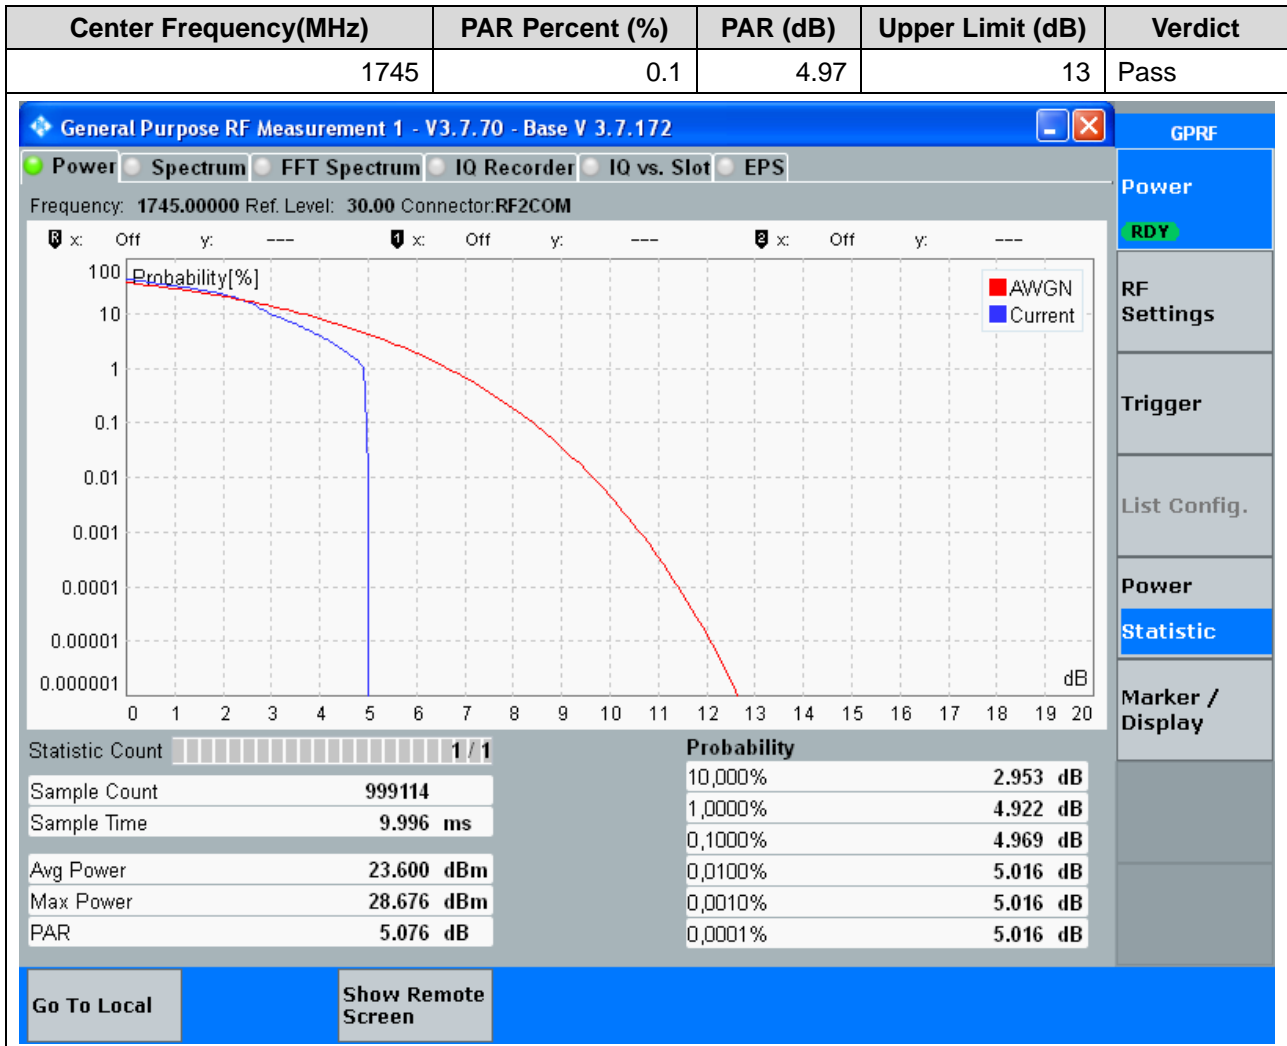 Center Frequency(MHz) PAR Percent (%) PAR (dB) Upper Limit (dB) Verdict
1745 0.1 4.97 13 Pass
General Purpose RF Measurement 1 - V3.7.70 - Base V 3.7.172
GPRF
Power Spectrum FFT Spectrum IQ Recorder IQ vs. Slot EPS
Power
RDY
Frequency: 1745.00000 Ref. Level: 30.00 Connector:RF2COM
R x: Off y: --- 1 x: Off y: --- 2 x: Off y: ---
Probability[%]
AWGN
Current
100
10
1
0.1
0.01
0.001
0.0001
0.00001
0.000001
dB
0 1 2 3 4 5 6 7 8 9 10 11 12 13 14 15 16 17 18 19 20
RF
Settings
Trigger
List Config.
Power
Statistic
Marker /
Display
Statistic Count 1 / 1
Sample Count 999114
Sample Time 9.996 ms
Avg Power 23.600 dBm
Max Power 28.676 dBm
PAR 5.076 dB
Probability
10,000% 2.953 dB
1,0000% 4.922 dB
0,1000% 4.969 dB
0,0100% 5.016 dB
0,0010% 5.016 dB
0,0001% 5.016 dB
Go To Local
Show Remote
Screen